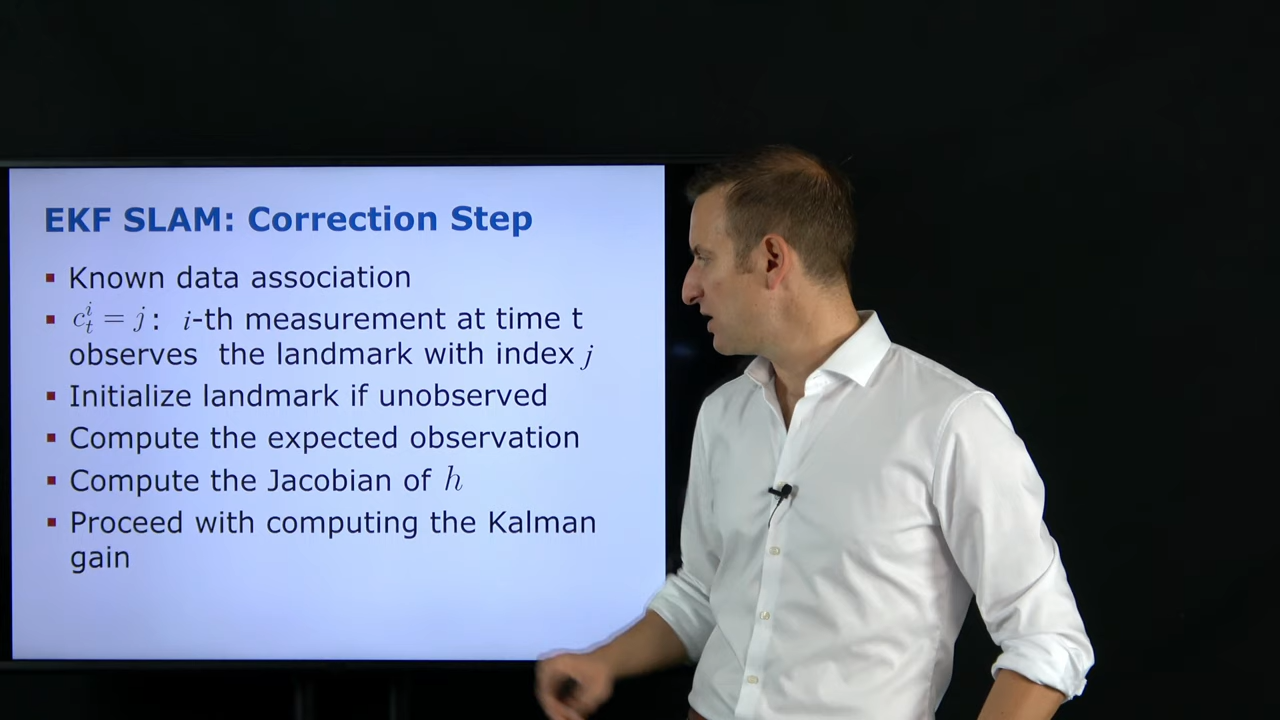 EKF SLAM: Correction Step
▪ Known data association
▪ $c_t^i = j$: $i$-th measurement at time t
observes the landmark with index $j$
▪ Initialize landmark if unobserved
▪ Compute the expected observation
▪ Compute the Jacobian of $h$
▪ Proceed with computing the Kalman
gain